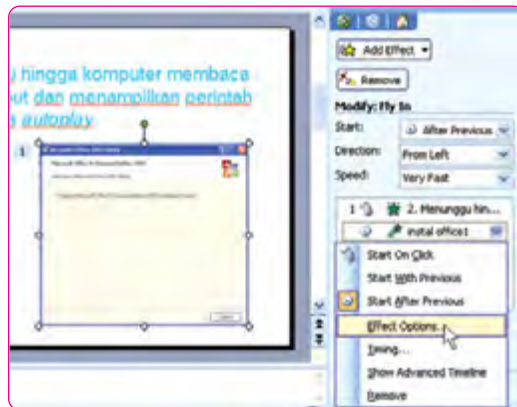 u hingga komputer membaca
ut dan menampilkan perintah
autoplay.
1
Add Effect
Remove
Modify: Fly In
Start: After Previous
Direction: From Left
Speed: Very Fast
1 2. Menunggu hin...
instal office1
Start On Click
Start With Previous
Start After Previous
Effect Options...
Timing...
Show Advanced Timeline
Remove